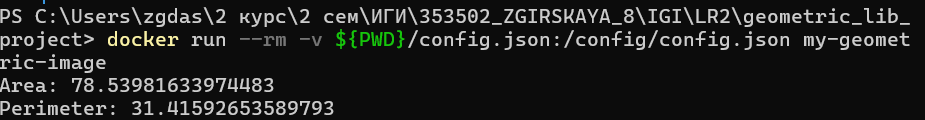 PS C:\Users\zgdas\2 курс\2 сем\ИГИ\353502_ZGIRSKAYA_8\IGI\LR2\geometric_lib_
project> docker run --rm -v ${PWD}/config.json:/config/config.json my-geomet
ric-image
Area: 78.53981633974483
Perimeter: 31.41592653589793